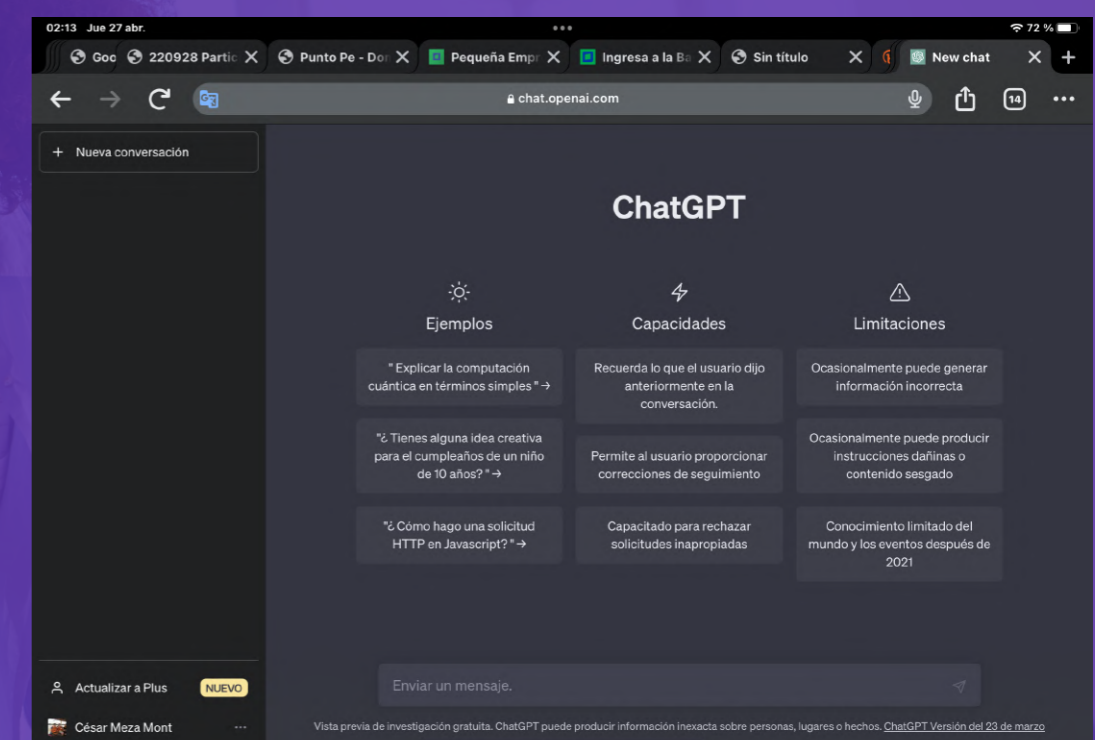 02:13 Jue 27 abr.
72 %
Goc
220928 Partic
Punto Pe - Don
Pequeña Empr
Ingresa a la Ba
Sin título
New chat
chat.openai.com
14
+ Nueva conversación
ChatGPT
Ejemplos
"Explicar la computación
cuántica en términos simples" →
"¿ Tienes alguna idea creativa
para el cumpleaños de un niño
de 10 años? " →
"¿ Cómo hago una solicitud
HTTP en Javascript? " →
Capacidades
Recuerda lo que el usuario dijo
anteriormente en la
conversación.
Permite al usuario proporcionar
correcciones de seguimiento
Capacitado para rechazar
solicitudes inapropiadas
Limitaciones
Ocasionalmente puede generar
información incorrecta
Ocasionalmente puede producir
instrucciones dañinas o
contenido sesgado
Conocimiento limitado del
mundo y los eventos después de
2021
Actualizar a Plus NUEVO
César Meza Mont
Enviar un mensaje.
Vista previa de investigación gratuita. ChatGPT puede producir información inexacta sobre personas, lugares o hechos. ChatGPT Versión del 23 de marzo